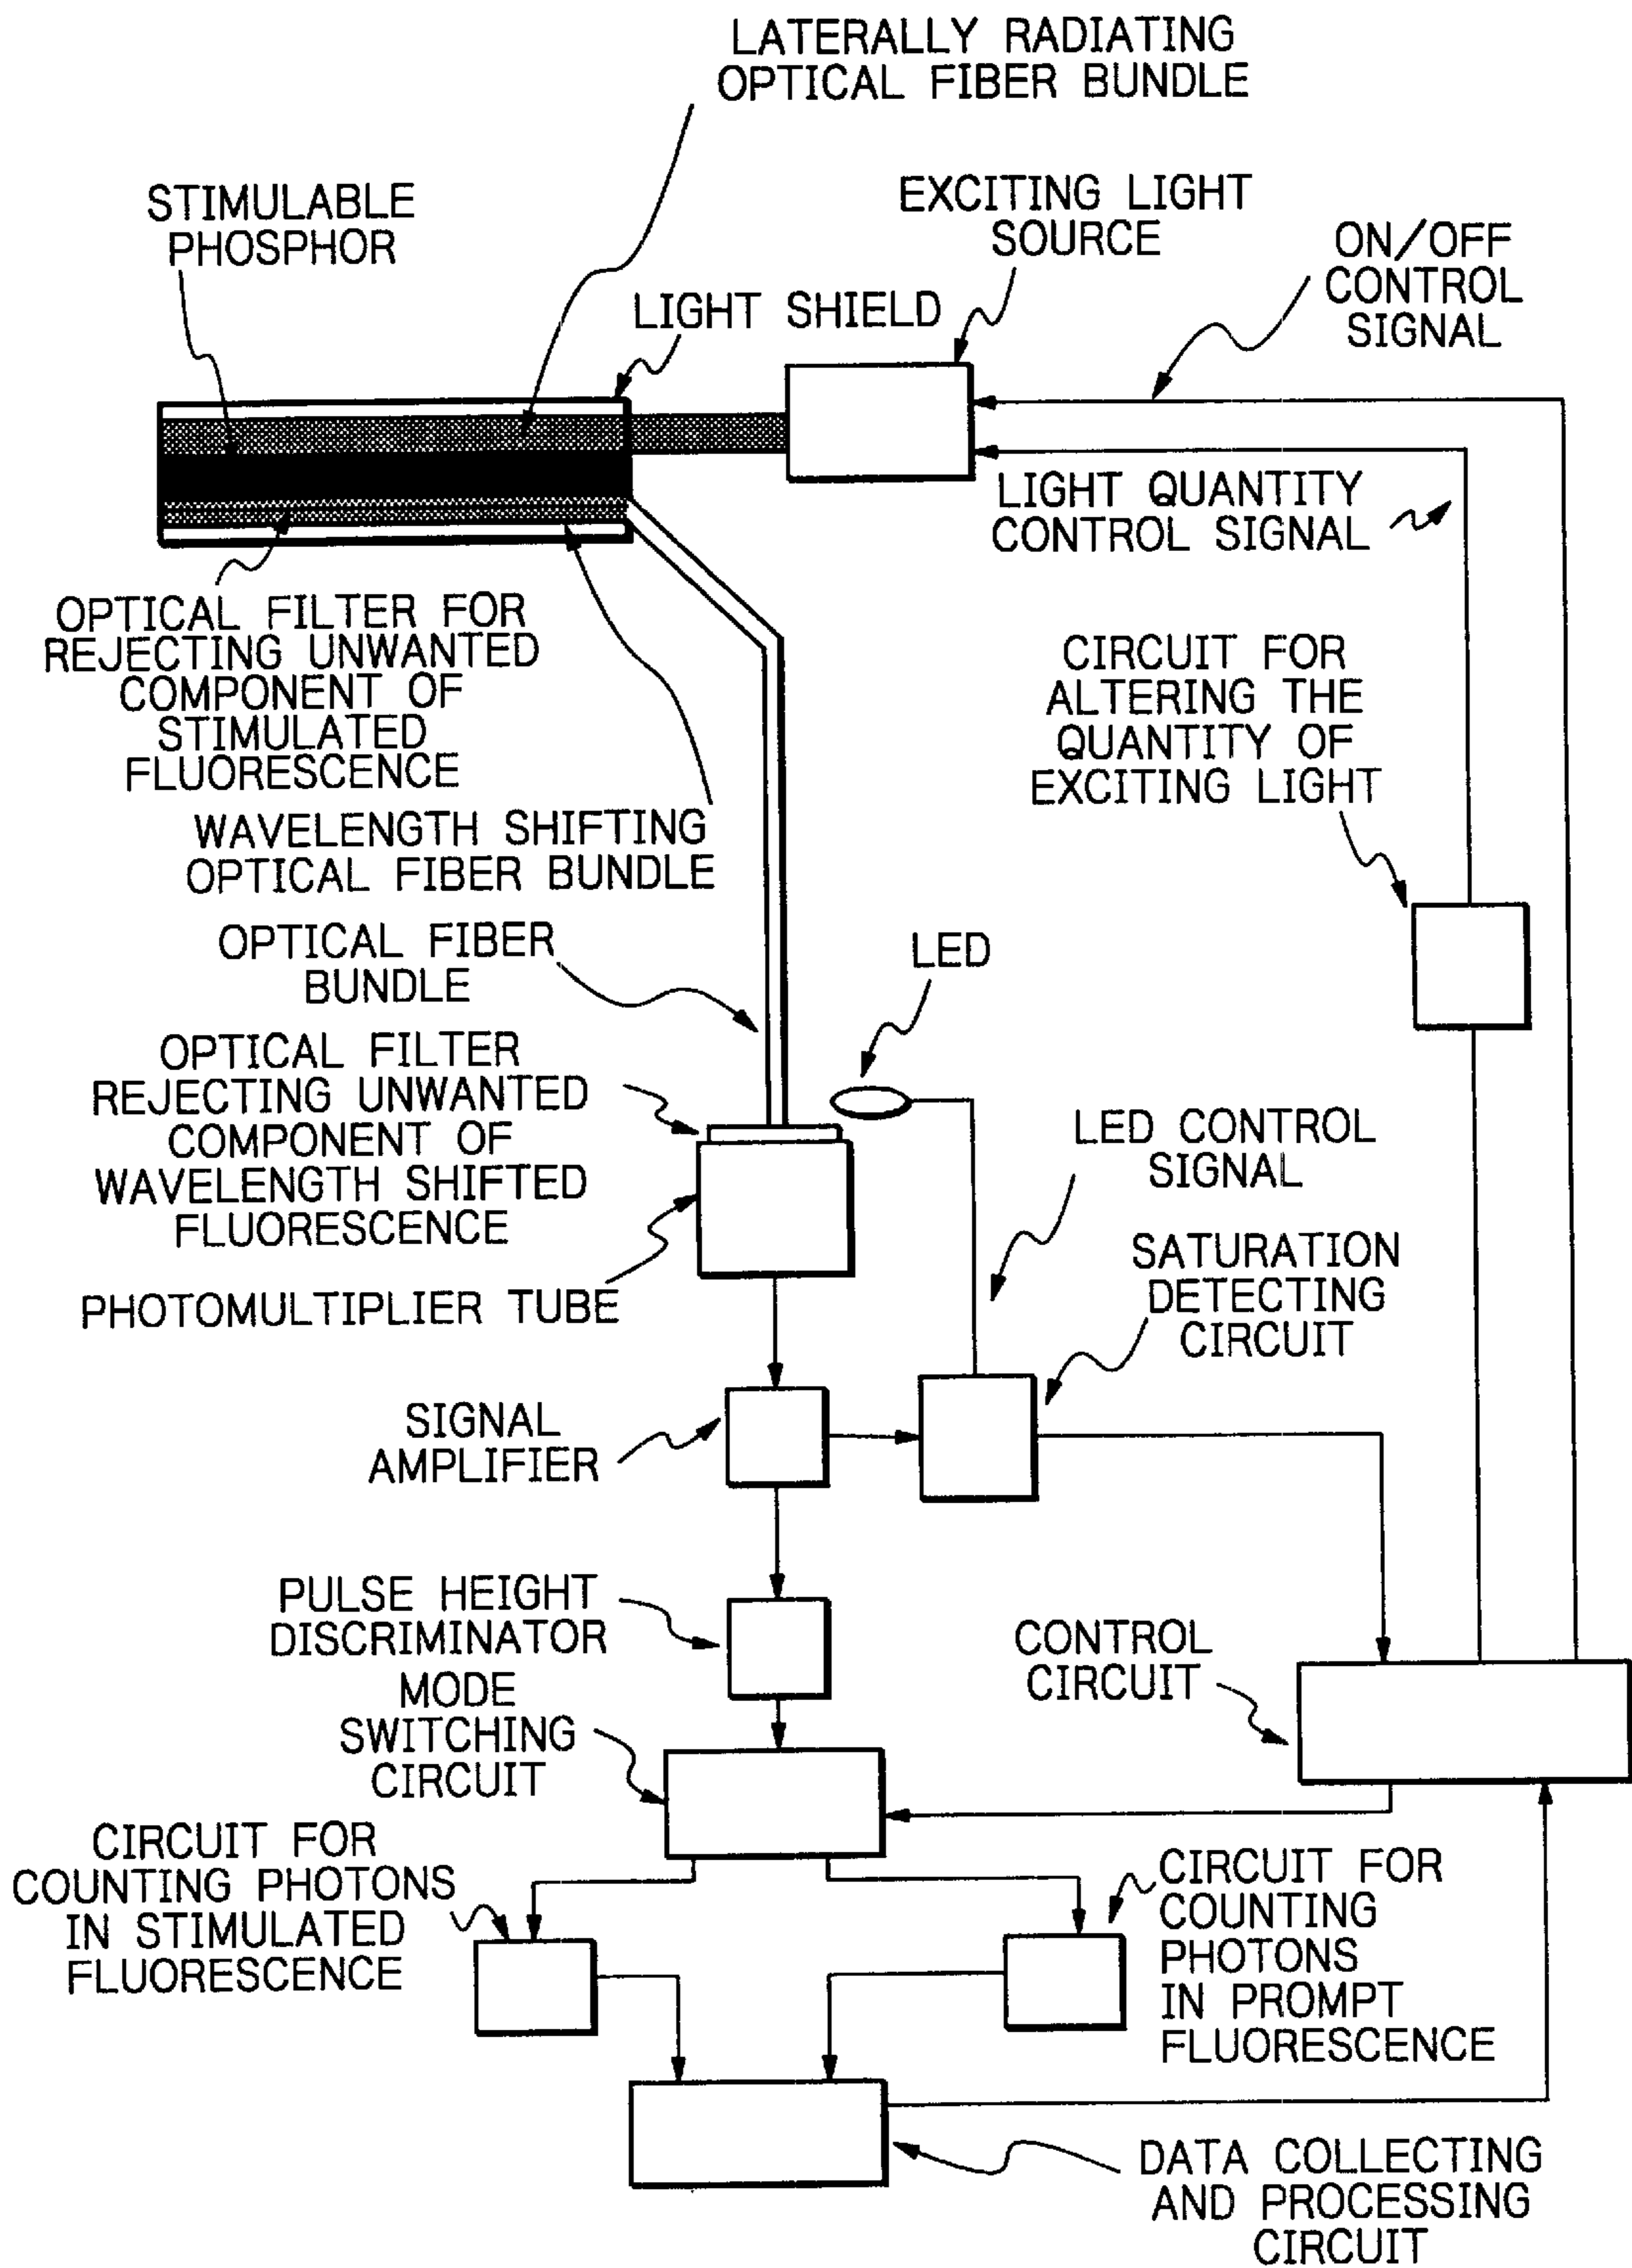 LATERALLY RADIATING
OPTICAL FIBER BUNDLE
STIMULABLE
PHOSPHOR
EXCITING LIGHT
SOURCE
ON/OFF
CONTROL
SIGNAL
LIGHT SHIELD
LIGHT QUANTITY
CONTROL SIGNAL
OPTICAL FILTER FOR
REJECTING UNWANTED
COMPONENT OF
STIMULATED
FLUORESCENCE
CIRCUIT FOR
ALTERING THE
QUANTITY OF
EXCITING LIGHT
WAVELENGTH SHIFTING
OPTICAL FIBER BUNDLE
OPTICAL FIBER
BUNDLE
LED
OPTICAL FILTER
REJECTING UNWANTED
COMPONENT OF
WAVELENGTH SHIFTED
FLUORESCENCE
LED CONTROL
SIGNAL
PHOTOMULTIPLIER TUBE
SATURATION
DETECTING
CIRCUIT
SIGNAL
AMPLIFIER
PULSE HEIGHT
DISCRIMINATOR
MODE
SWITCHING
CIRCUIT
CONTROL
CIRCUIT
CIRCUIT FOR
COUNTING PHOTONS
IN STIMULATED
FLUORESCENCE
CIRCUIT FOR
COUNTING
PHOTONS
IN PROMPT
FLUORESCENCE
DATA COLLECTING
AND PROCESSING
CIRCUIT